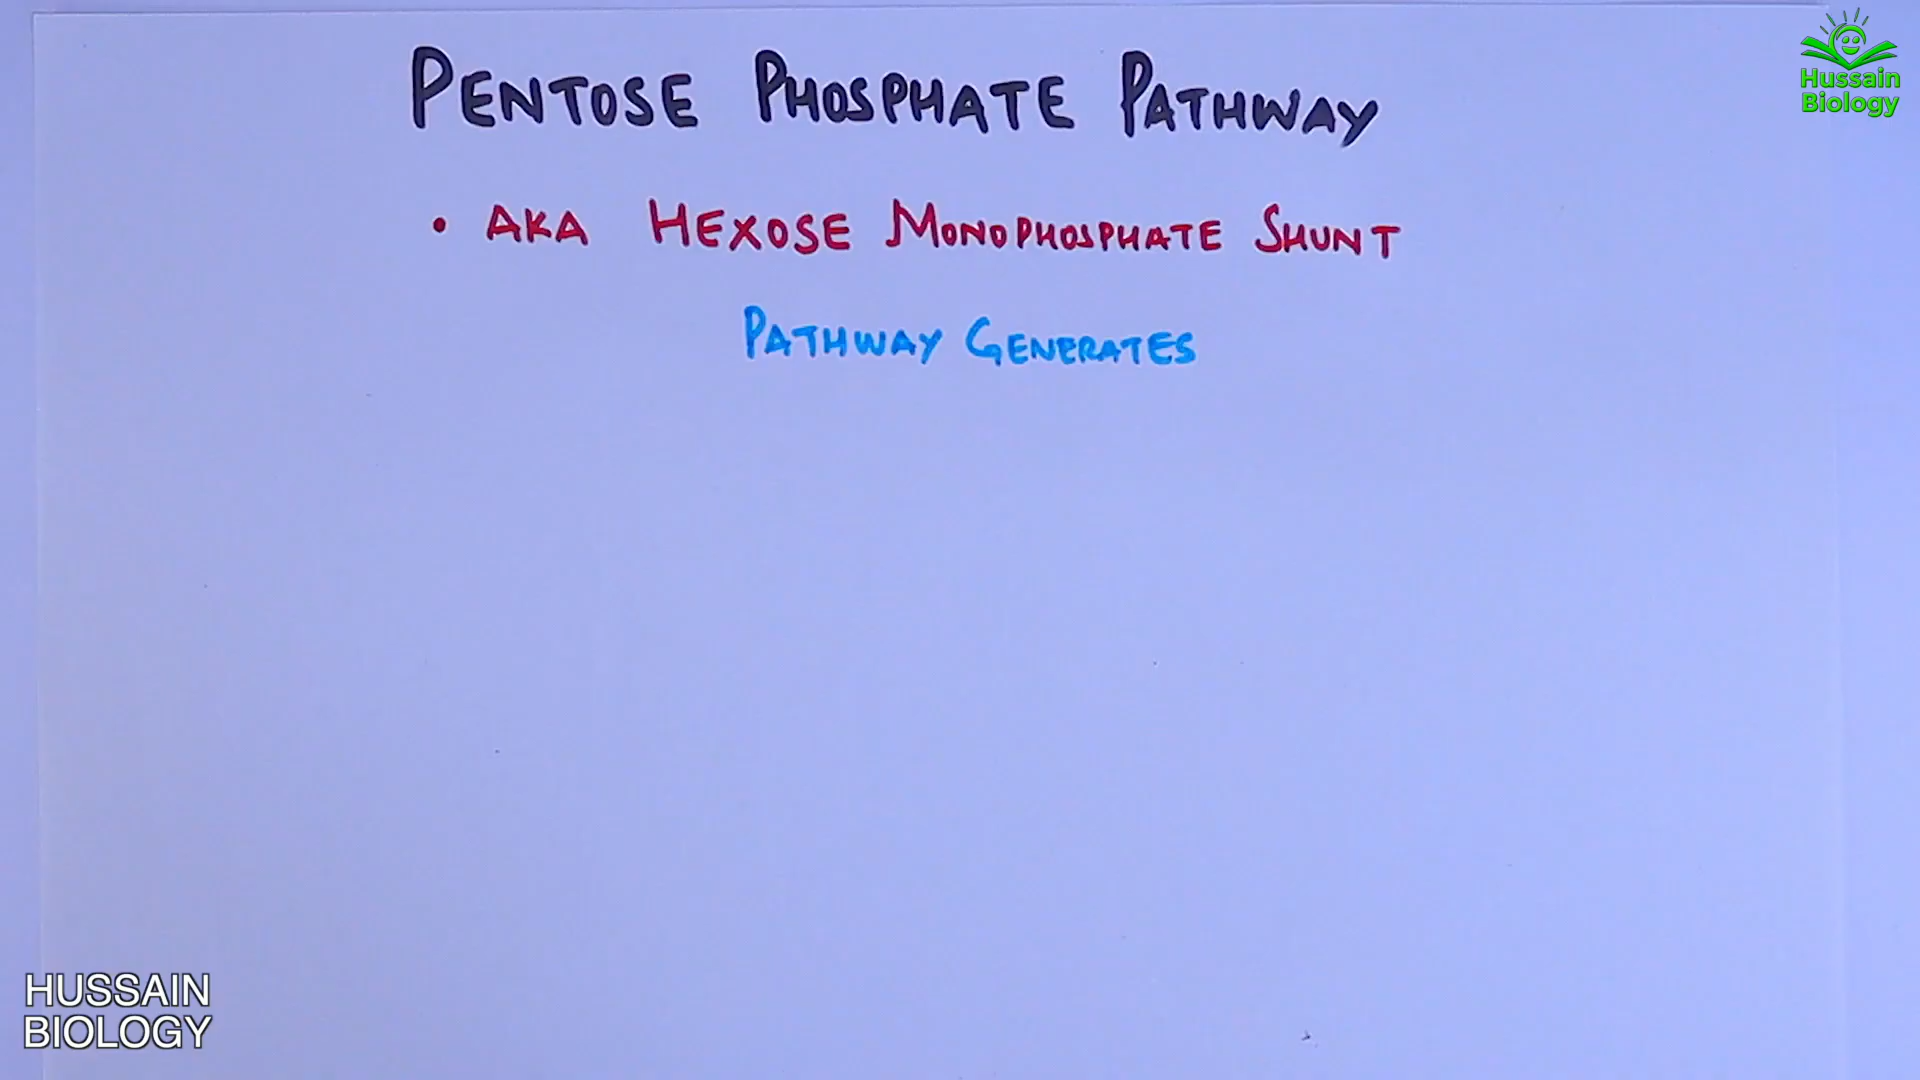 PENTOSE PHOSPHATE PATHWAY
• AKA HEXOSE MONOPHOSPHATE SHUNT
PATHWAY GENERATES
Hussain
Biology
HUSSAIN
BIOLOGY